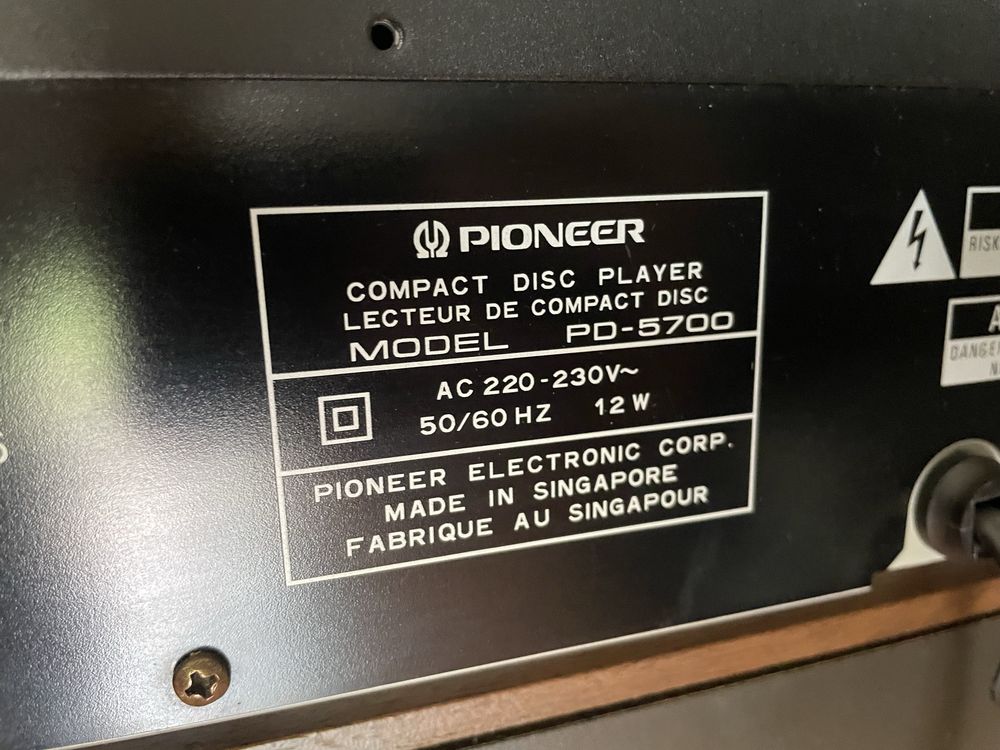 PIONEER
COMPACT DISC PLAYER
LECTEUR DE COMPACT DISC
MODEL PD-5700
AC 220-230V~
50/60 HZ 12 W
PIONEER ELECTRONIC CORP.
MADE IN SINGAPORE
FABRIQUE AU SINGAPOUR
RISK